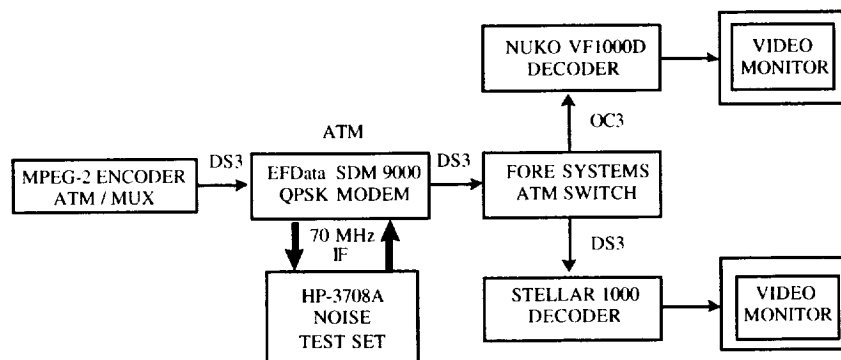 NUKO VF1000D
DECODER
VIDEO
MONITOR
OC3
ATM
MPEG-2 ENCODER
ATM / MUX
DS3
EFData SDM 9000
QPSK MODEM
DS3
FORE SYSTEMS
ATM SWITCH
70 MHz
IF
DS3
HP-3708A
NOISE
TEST SET
STELLAR 1000
DECODER
VIDEO
MONITOR